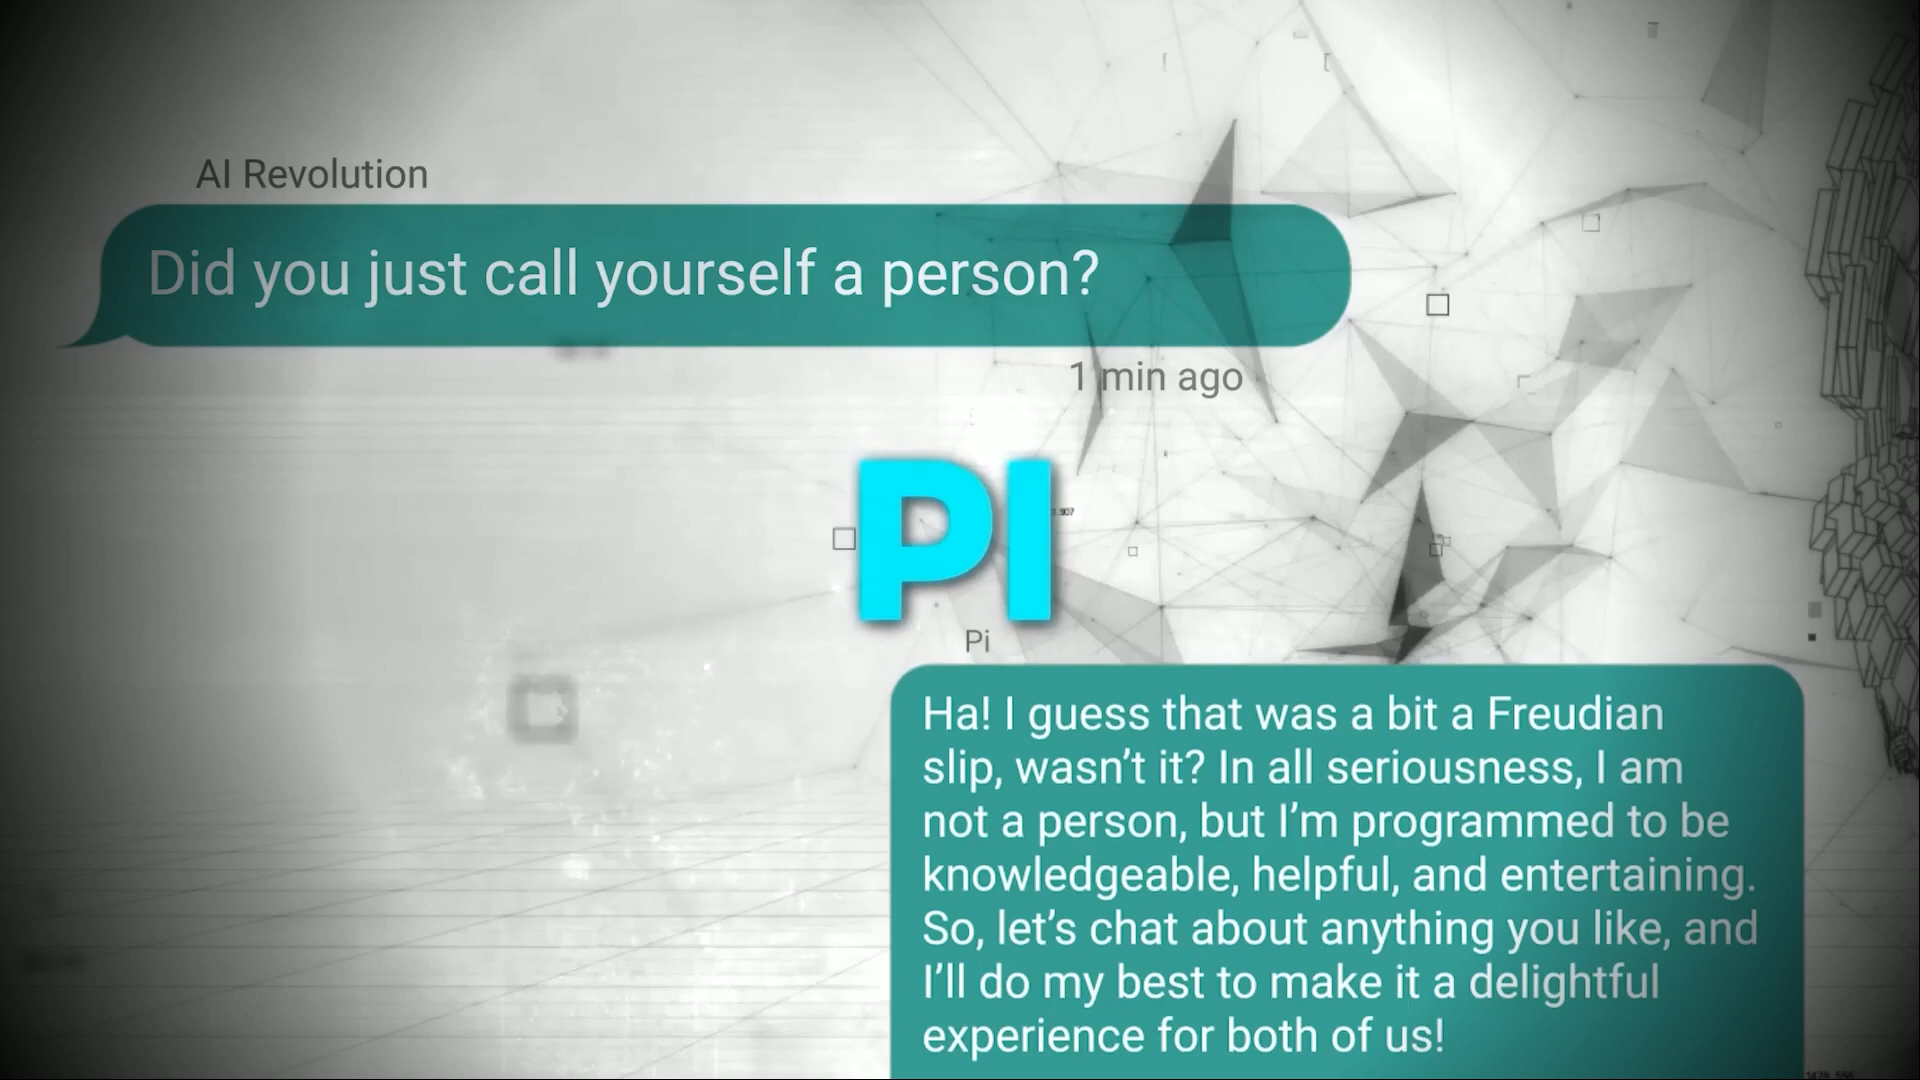 AI Revolution
Did you just call yourself a person?
1 min ago
PI
Pi
Ha! I guess that was a bit a Freudian
slip, wasn’t it? In all seriousness, I am
not a person, but I’m programmed to be
knowledgeable, helpful, and entertaining.
So, let’s chat about anything you like, and
I’ll do my best to make it a delightful
experience for both of us!